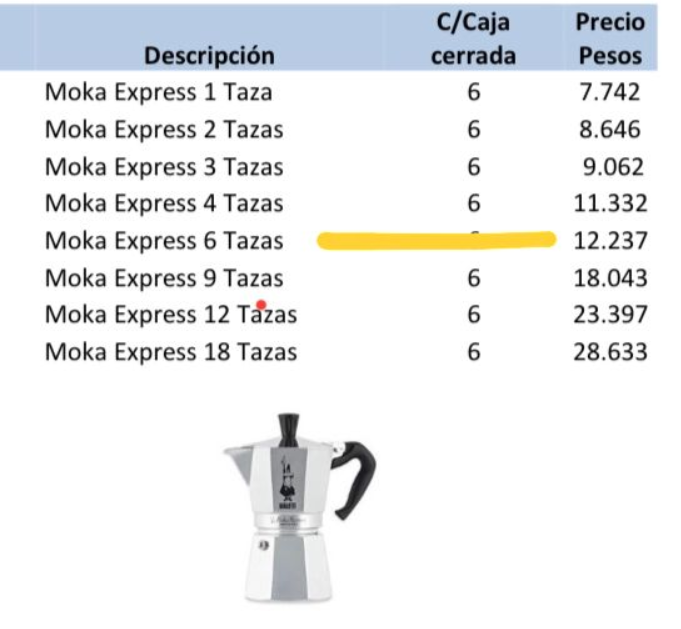 C/Caja Precio
Descripción cerrada Pesos
Moka Express 1 Taza 6 7.742
Moka Express 2 Tazas 6 8.646
Moka Express 3 Tazas 6 9.062
Moka Express 4 Tazas 6 11.332
Moka Express 6 Tazas 12.237
Moka Express 9 Tazas 6 18.043
Moka Express 12 Tazas 6 23.397
Moka Express 18 Tazas 6 28.633
BIALETTI